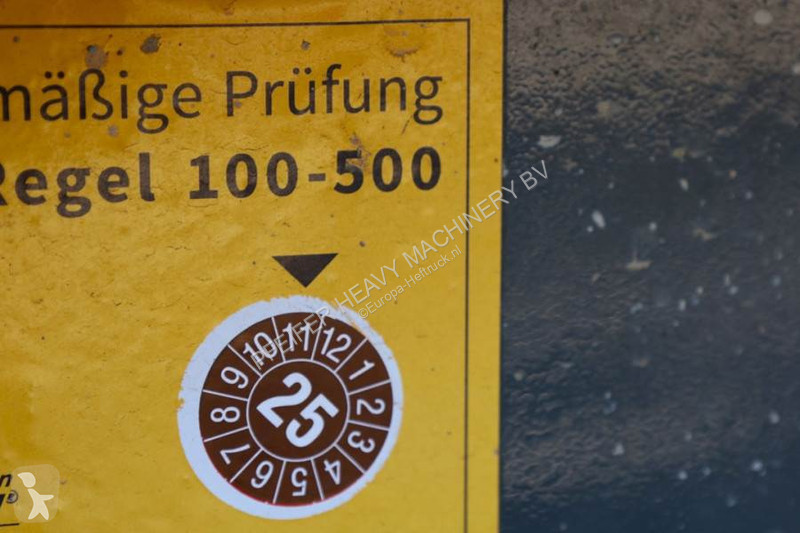 mäßige Prüfung
Regel 100-500
PFEIFER HEAVY MACHINERY BV
©Europa-Heftruck.nl
10 11 12 1 2 3 4 5 6 7 8 9
25